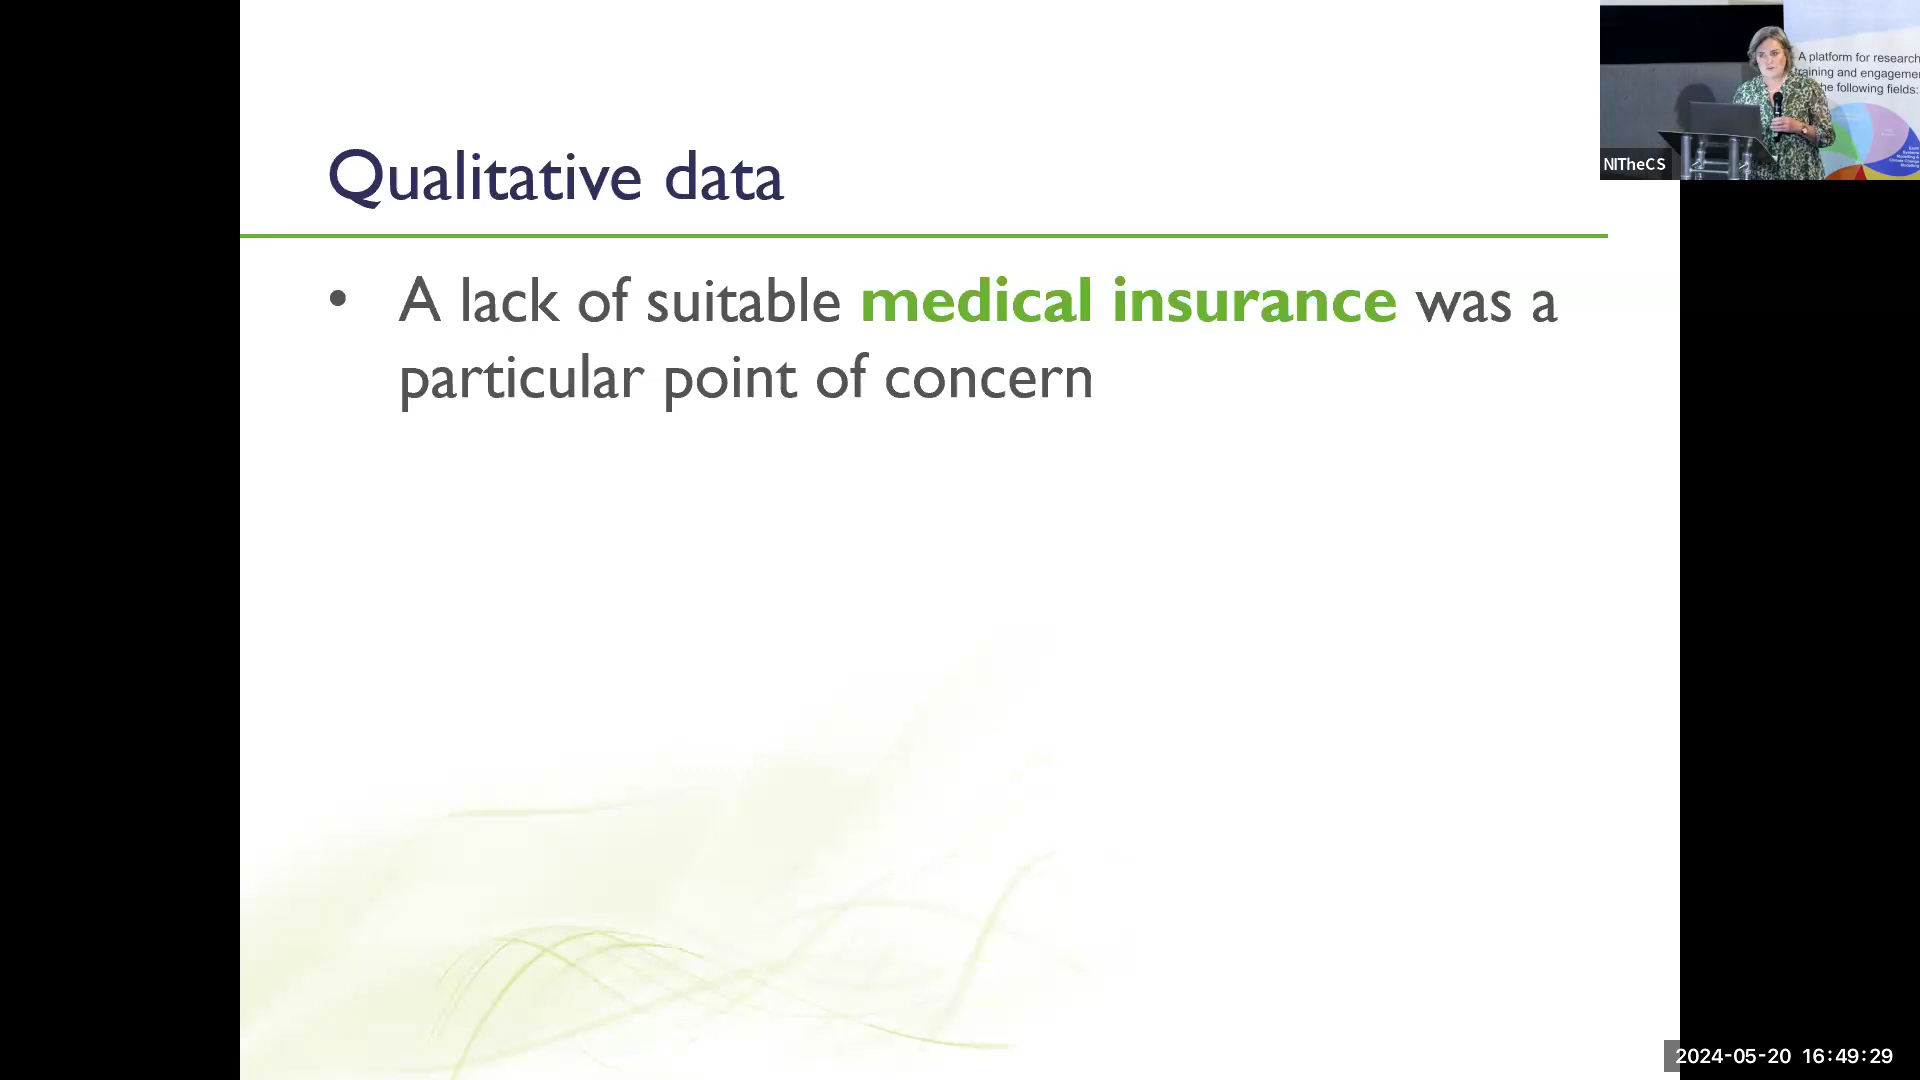 Qualitative data
• A lack of suitable medical insurance was a
particular point of concern
A platform for research
training and engagemen
he following fields:
NITheCS
2024-05-20 16:49:29